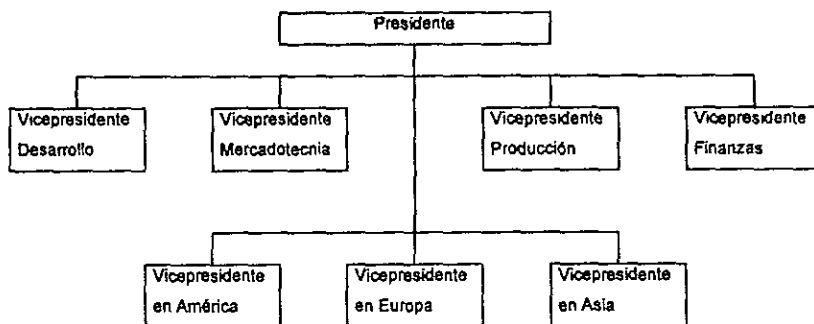 Presidente
Vicepresidente
Desarrollo
Vicepresidente
Mercadotecnia
Vicepresidente
Producción
Vicepresidente
Finanzas
Vicepresidente
en América
Vicepresidente
en Europa
Vicepresidente
en Asia